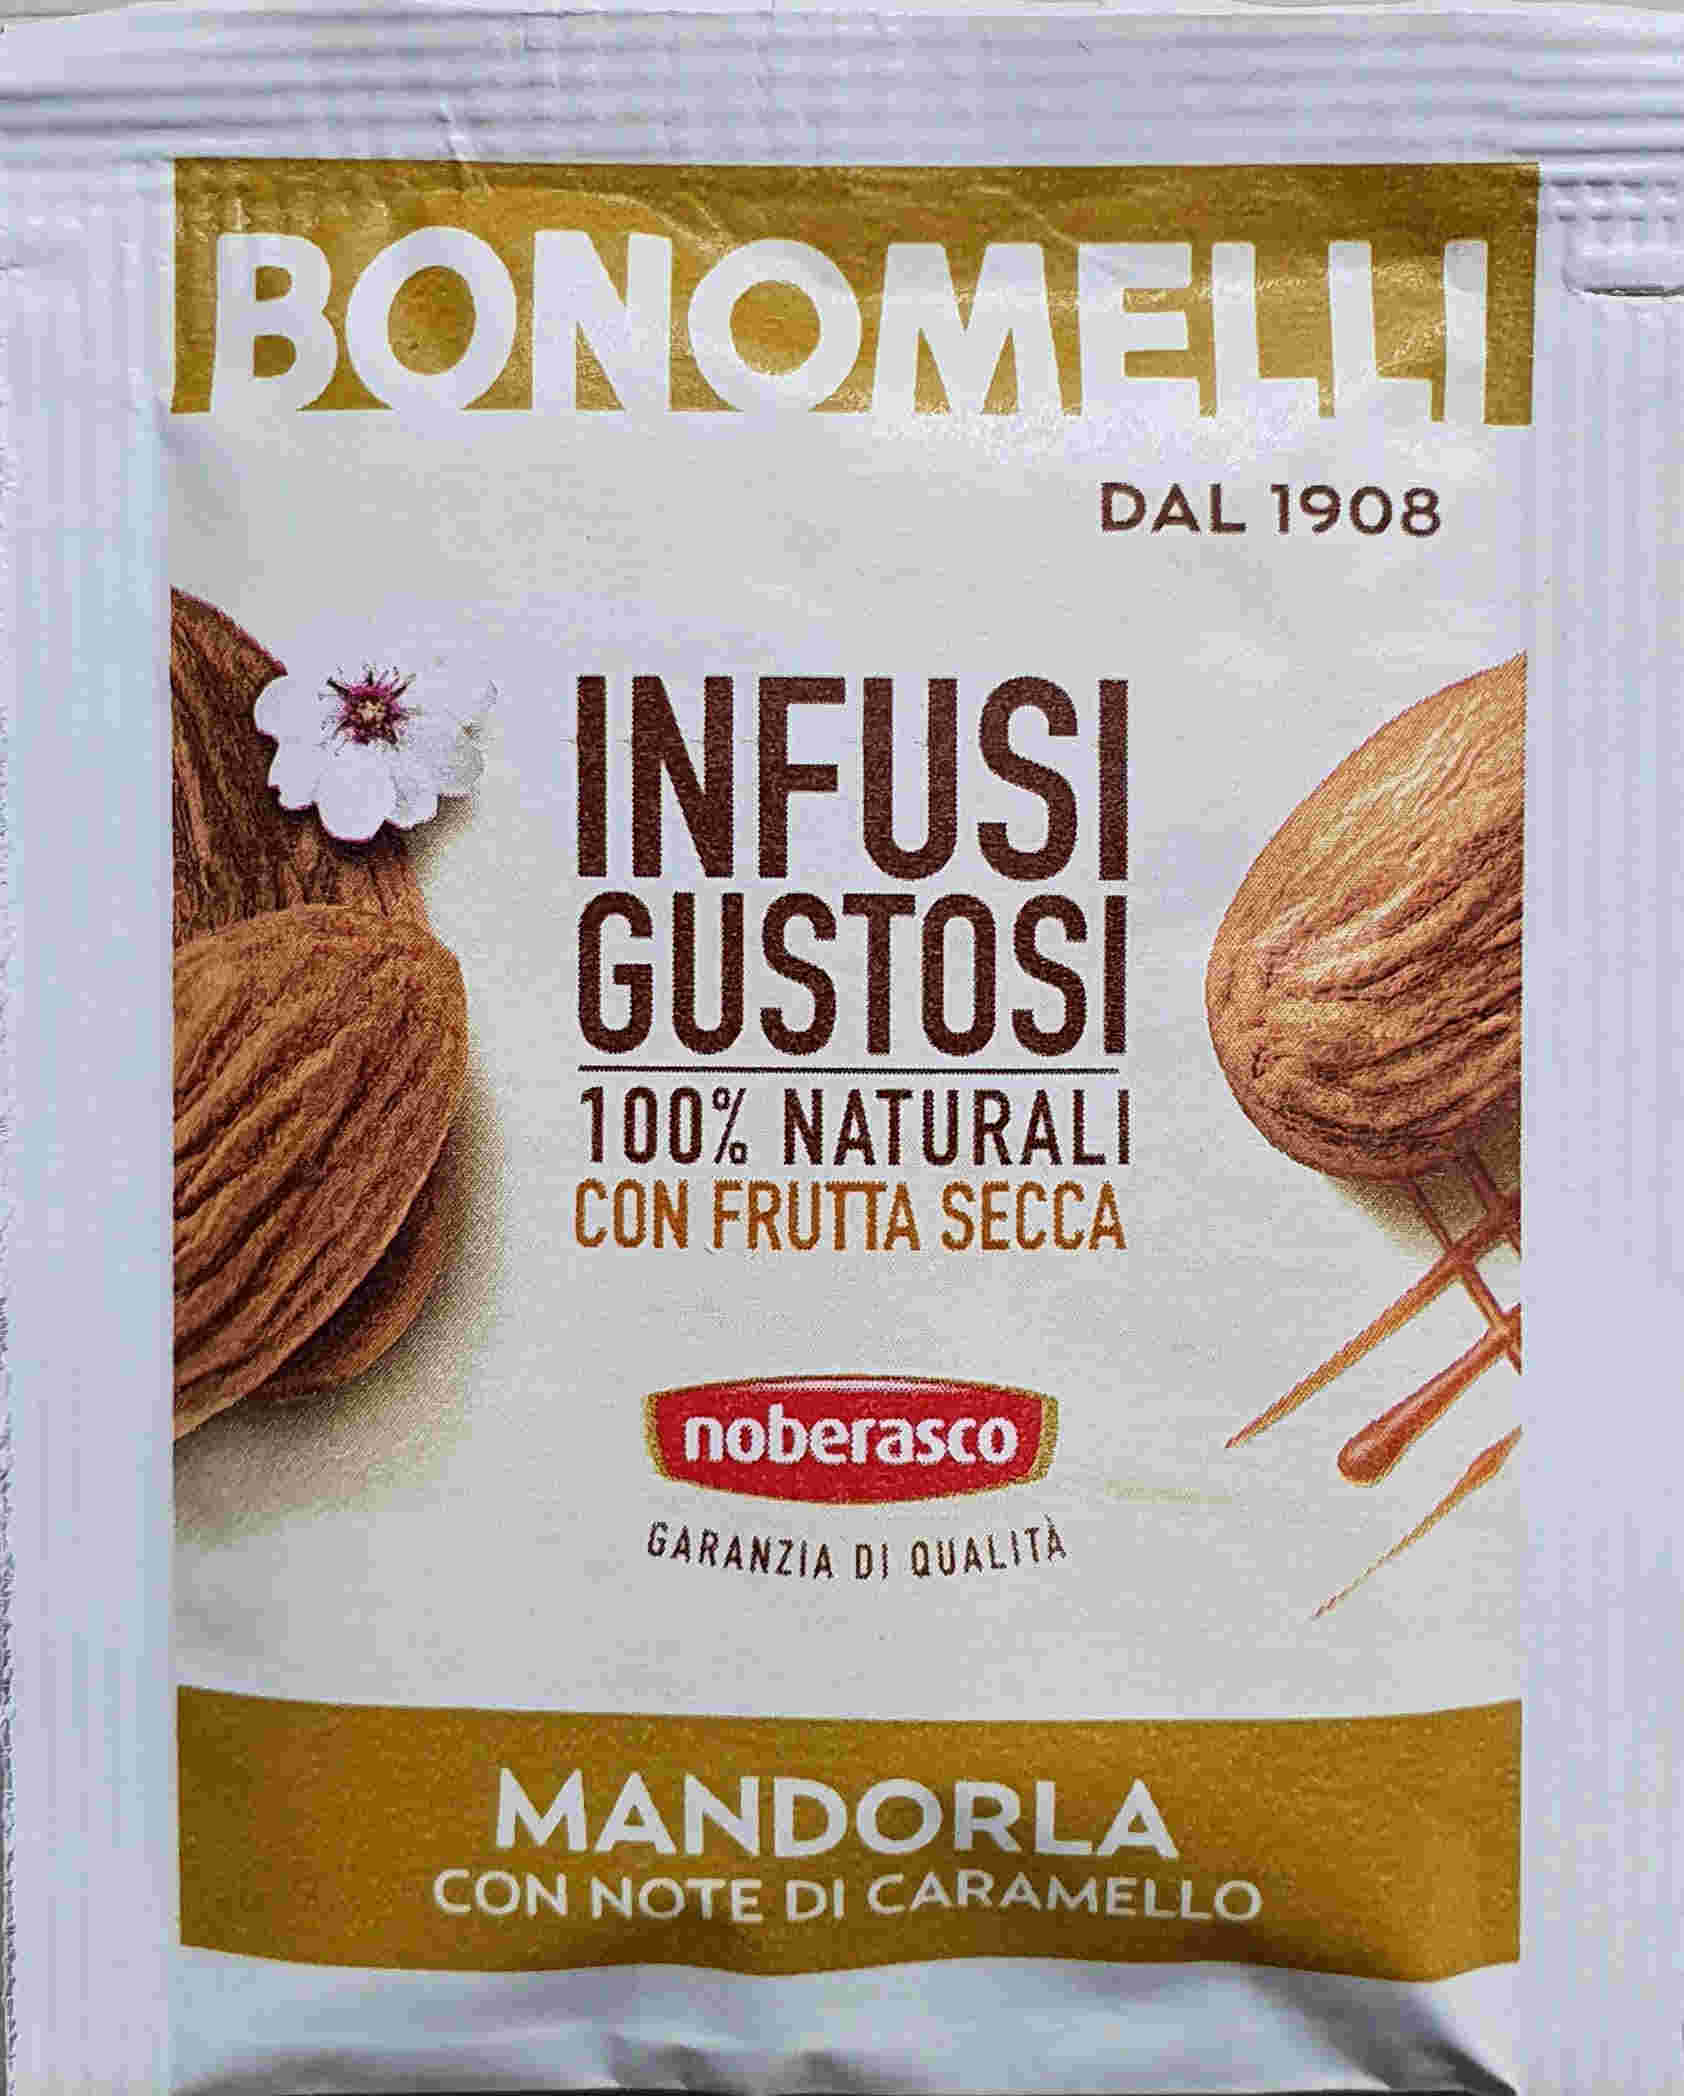 BONOMELLI
DAL 1908
INFUSI
GUSTOSI
100% NATURALI
CON FRUTTA SECCA
noberasco
GARANZIA DI QUALITÀ
MANDORLA
CON NOTE DI CARAMELLO